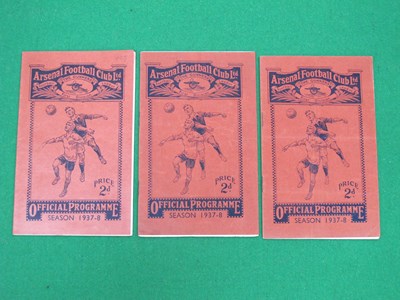 Arsenal Football Club Ltd
PRICE
2d
OFFICIAL PROGRAMME
SEASON 1937-8
Arsenal Football Club Ltd
PRICE
2d
OFFICIAL PROGRAMME
SEASON 1937-8
Arsenal Football Club Ltd
PRICE
2d
OFFICIAL PROGRAMME
SEASON 1937-8